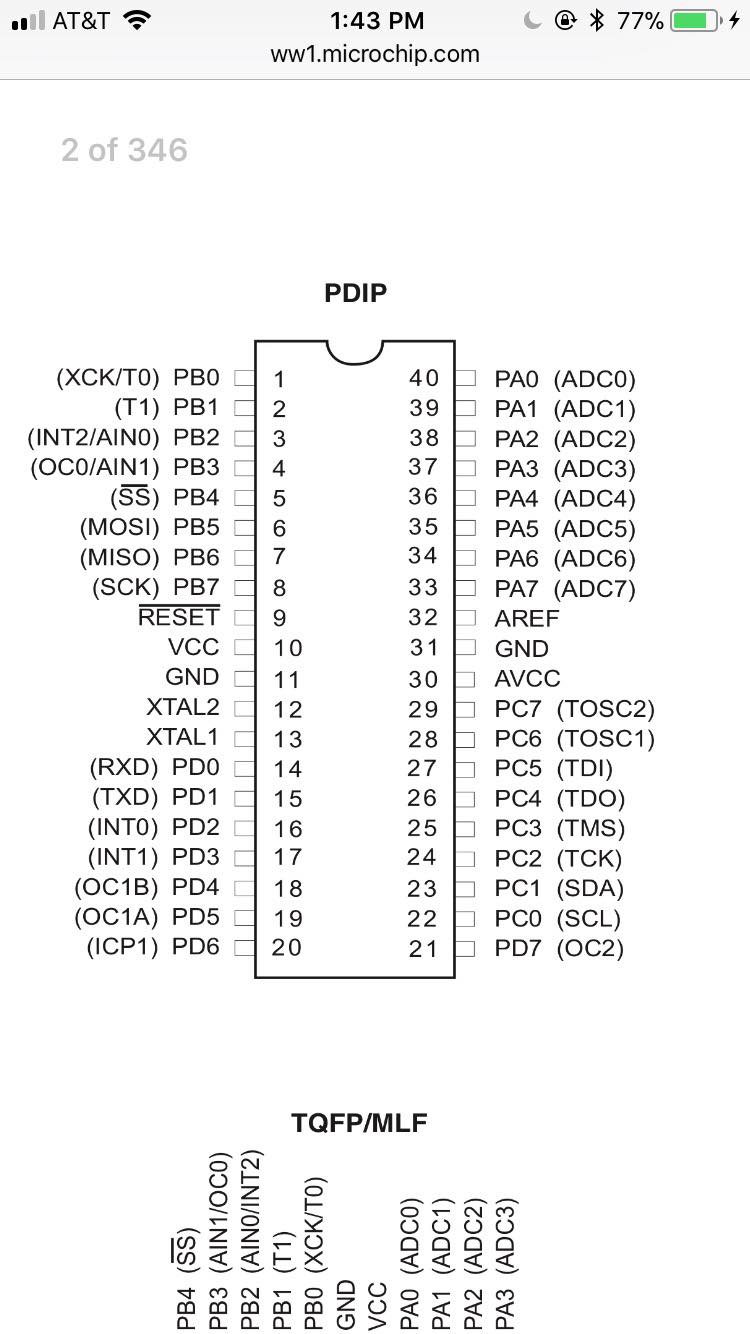 AT&T 1:43 PM 77%
ww1.microchip.com
2 of 346
PDIP
(XCK/T0) PB0 1 40 PA0 (ADC0)
(T1) PB1 2 39 PA1 (ADC1)
(INT2/AIN0) PB2 3 38 PA2 (ADC2)
(OC0/AIN1) PB3 4 37 PA3 (ADC3)
(SS) PB4 5 36 PA4 (ADC4)
(MOSI) PB5 6 35 PA5 (ADC5)
(MISO) PB6 7 34 PA6 (ADC6)
(SCK) PB7 8 33 PA7 (ADC7)
RESET 9 32 AREF
VCC 10 31 GND
GND 11 30 AVCC
XTAL2 12 29 PC7 (TOSC2)
XTAL1 13 28 PC6 (TOSC1)
(RXD) PD0 14 27 PC5 (TDI)
(TXD) PD1 15 26 PC4 (TDO)
(INT0) PD2 16 25 PC3 (TMS)
(INT1) PD3 17 24 PC2 (TCK)
(OC1B) PD4 18 23 PC1 (SDA)
(OC1A) PD5 19 22 PC0 (SCL)
(ICP1) PD6 20 21 PD7 (OC2)
TQFP/MLF
PB4 (SS)
PB3 (AIN1/OC0)
PB2 (AIN0/INT2)
PB1 (T1)
PB0 (XCK/T0)
GND
VCC
PA0 (ADC0)
PA1 (ADC1)
PA2 (ADC2)
PA3 (ADC3)